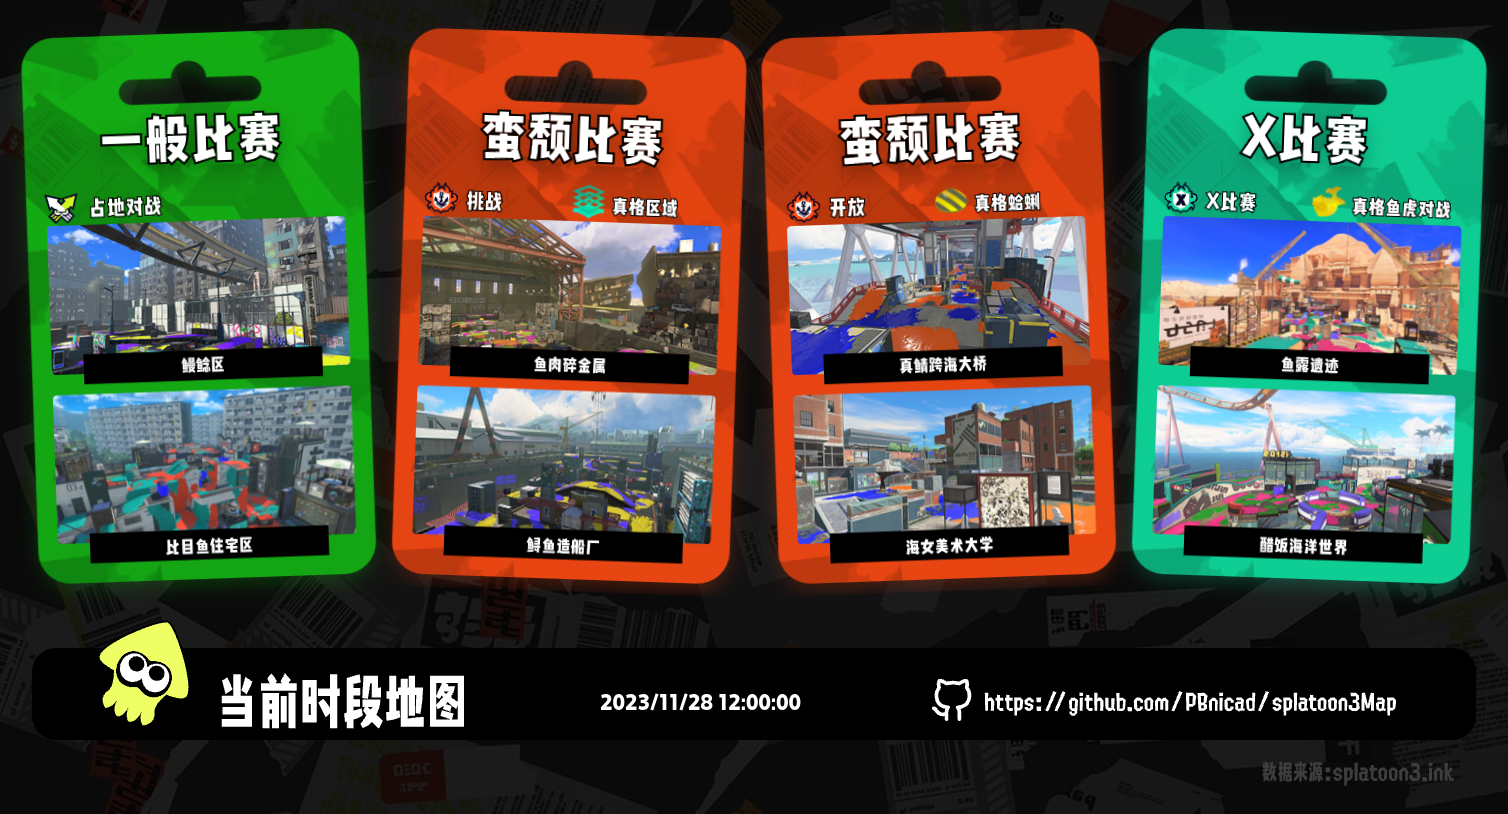 一般比赛
占地对战
鳗鲶区
比目鱼住宅区
蛮颓比赛
挑战
真格区域
鱼肉碎金属
鲟鱼造船厂
蛮颓比赛
开放
真格蛤蜊
真鲭跨海大桥
海女美术大学
X比赛
X比赛
真格鱼虎对战
鱼露遗迹
醋饭海洋世界
当前时段地图
2023/11/28 12:00:00
https://github.com/PBnicad/splatoon3Map
数据来源:splatoon3.ink